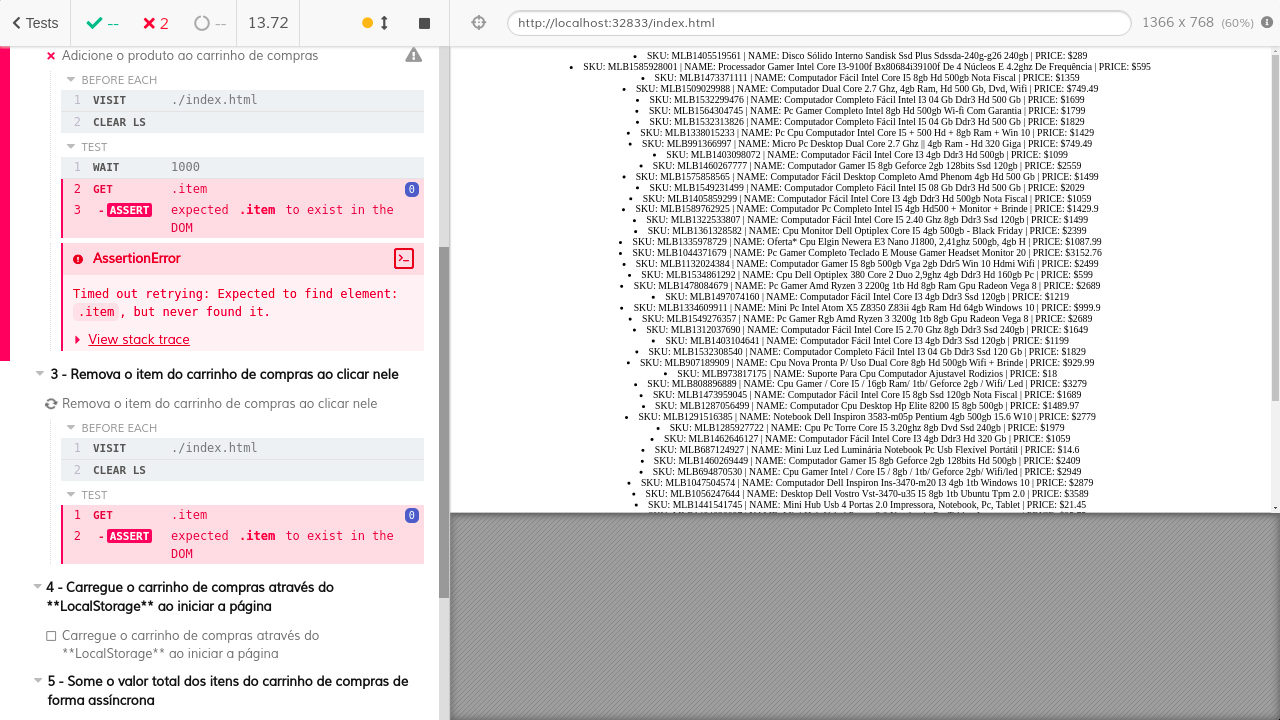 Tests
--
2
--
13.72
http://localhost:32833/index.html
1366 x 768 (60%)
Adicione o produto ao carrinho de compras
BEFORE EACH
1 VISIT ./index.html
2 CLEAR LS
TEST
1 WAIT 1000
2 GET .item 0
3 - ASSERT expected .item to exist in the
DOM
AssertionError
Timed out retrying: Expected to find element:
.item, but never found it.
View stack trace
3 - Remova o item do carrinho de compras ao clicar nele
Remova o item do carrinho de compras ao clicar nele
BEFORE EACH
1 VISIT ./index.html
2 CLEAR LS
TEST
1 GET .item 0
2 - ASSERT expected .item to exist in the
DOM
4 - Carregue o carrinho de compras através do
**LocalStorage** ao iniciar a página
Carregue o carrinho de compras através do
**LocalStorage** ao iniciar a página
5 - Some o valor total dos itens do carrinho de compras de
forma assíncrona
SKU: MLB1405519561 | NAME: Disco Sólido Interno Sandisk Ssd Plus Sdssda-240g-g26 240gb | PRICE: $289
SKU: MLB1585928001 | NAME: Processador Gamer Intel Core I3-9100f Bx8068439100f De 4 Núcleos E 4.2ghz De Frequência | PRICE: $595
SKU: MLB1473371111 | NAME: Computador Fácil Intel Core I5 8gb Hd 500gb Nota Fiscal | PRICE: $1359
SKU: MLB1509029988 | NAME: Computador Dual Core 2.7 Ghz, 4gb Ram, Hd 500 Gb, Dvd, Wifi | PRICE: $749.49
SKU: MLB1532299476 | NAME: Computador Completo Fácil Intel I3 04 Gb Ddr3 Hd 500 Gb | PRICE: $1699
SKU: MLB1564304745 | NAME: Pc Gamer Completo Intel 8gb Hd 500gb Wi-fi Com Garantia | PRICE: $1799
SKU: MLB1532313826 | NAME: Computador Completo Fácil Intel I5 04 Gb Ddr3 Hd 500 Gb | PRICE: $1829
SKU: MLB1338015233 | NAME: Pc Cpu Computador Intel Core I5 + 500 Hd + 8gb Ram + Win 10 | PRICE: $1429
SKU: MLB991366997 | NAME: Micro Pc Desktop Dual Core 2.7 Ghz || 4gb Ram - Hd 320 Giga | PRICE: $749.49
SKU: MLB1403098072 | NAME: Computador Fácil Intel Core I3 4gb Ddr3 Hd 500gb | PRICE: $1099
SKU: MLB1460267777 | NAME: Computador Gamer I5 8gb Geforce 2gb 128bits Ssd 120gb | PRICE: $2559
SKU: MLB1575858565 | NAME: Computador Fácil Desktop Completo Amd Phenom 4gb Hd 500 Gb | PRICE: $1499
SKU: MLB1549231499 | NAME: Computador Completo Fácil Intel I5 08 Gb Ddr3 Hd 500 Gb | PRICE: $2029
SKU: MLB1405859299 | NAME: Computador Fácil Intel Core I3 4gb Ddr3 Hd 500gb Nota Fiscal | PRICE: $1059
SKU: MLB1589762925 | NAME: Computador Pc Completo Intel I5 4gb Hd500 + Monitor + Brinde | PRICE: $1429.9
SKU: MLB1322533807 | NAME: Computador Fácil Intel Core I5 2.40 Ghz 8gb Ddr3 Ssd 120gb | PRICE: $1499
SKU: MLB1361328582 | NAME: Cpu Monitor Dell Optiplex Core I5 4gb 500gb - Black Friday | PRICE: $2399
SKU: MLB1335978729 | NAME: Oferta* Cpu Elgin Newera E3 Nano J1800, 2,41ghz 500gb, 4gb H | PRICE: $1087.99
SKU: MLB1044371679 | NAME: Pc Gamer Completo Teclado E Mouse Gamer Headset Monitor 20 | PRICE: $3152.76
SKU: MLB1132024384 | NAME: Computador Gamer I5 8gb 500gb Vga 2gb Ddr5 Win 10 Hdmi Wifi | PRICE: $2499
SKU: MLB1534861292 | NAME: Cpu Dell Optiplex 380 Core 2 Duo 2,9ghz 4gb Ddr3 Hd 160gb Pc | PRICE: $599
SKU: MLB1478084679 | NAME: Pc Gamer Amd Ryzen 3 2200g 1tb Hd 8gb Ram Gpu Radeon Vega 8 | PRICE: $2689
SKU: MLB1497074160 | NAME: Computador Fácil Intel Core I3 4gb Ddr3 Ssd 120gb | PRICE: $1219
SKU: MLB1334609911 | NAME: Mini Pc Intel Atom X5 Z8350 Z83ii 4gb Ram Hd 64gb Windows 10 | PRICE: $999.9
SKU: MLB1549276357 | NAME: Pc Gamer Rgb Amd Ryzen 3 3200g 1tb 8gb Gpu Radeon Vega 8 | PRICE: $2689
SKU: MLB1312037690 | NAME: Computador Fácil Intel Core I5 2.70 Ghz 8gb Ddr3 Ssd 240gb | PRICE: $1649
SKU: MLB1403104641 | NAME: Computador Fácil Intel Core I3 4gb Ddr3 Ssd 120gb | PRICE: $1199
SKU: MLB1532308540 | NAME: Computador Completo Fácil Intel I3 04 Gb Ddr3 Ssd 120 Gb | PRICE: $1829
SKU: MLB907189909 | NAME: Cpu Nova Pronta P/ Uso Dual Core 8gb Hd 500gb Wifi + Brinde | PRICE: $929.99
SKU: MLB973817175 | NAME: Suporte Para Cpu Computador Ajustavel Rodizios | PRICE: $18
SKU: MLB808896889 | NAME: Cpu Gamer / Core I5 / 16gb Ram/ 1tb/ Geforce 2gb / Wifi/ Led | PRICE: $3279
SKU: MLB1473959045 | NAME: Computador Fácil Intel Core I5 8gb Ssd 120gb Nota Fiscal | PRICE: $1689
SKU: MLB1287056499 | NAME: Computador Cpu Desktop Hp Elite 8200 I5 8gb 500gb | PRICE: $1489.97
SKU: MLB1291516385 | NAME: Notebook Dell Inspiron 3583-m05p Pentium 4gb 500gb 15.6 W10 | PRICE: $2779
SKU: MLB1285927722 | NAME: Cpu Pc Torre Core I5 3.20ghz 8gb Dvd Ssd 240gb | PRICE: $1979
SKU: MLB1462646127 | NAME: Computador Fácil Intel Core I3 4gb Ddr3 Hd 320 Gb | PRICE: $1059
SKU: MLB687124927 | NAME: Mini Luz Led Luminária Notebook Pc Usb Flexível Portátil | PRICE: $14.6
SKU: MLB1460269449 | NAME: Computador Gamer I5 8gb Geforce 2gb 128bits Hd 500gb | PRICE: $2409
SKU: MLB694870530 | NAME: Cpu Gamer Intel / Core I5 / 8gb / 1tb/ Geforce 2gb/ Wifi/led | PRICE: $2949
SKU: MLB1047504574 | NAME: Computador Dell Inspiron Ins-3470-m20 I3 4gb 1tb Windows 10 | PRICE: $2879
SKU: MLB1056247644 | NAME: Desktop Dell Vostro Vst-3470-u35 I5 8gb 1tb Ubuntu Tpm 2.0 | PRICE: $3589
SKU: MLB1441541745 | NAME: Mini Hub Usb 4 Portas 2.0 Impressora, Notebook, Pc, Tablet | PRICE: $21.45